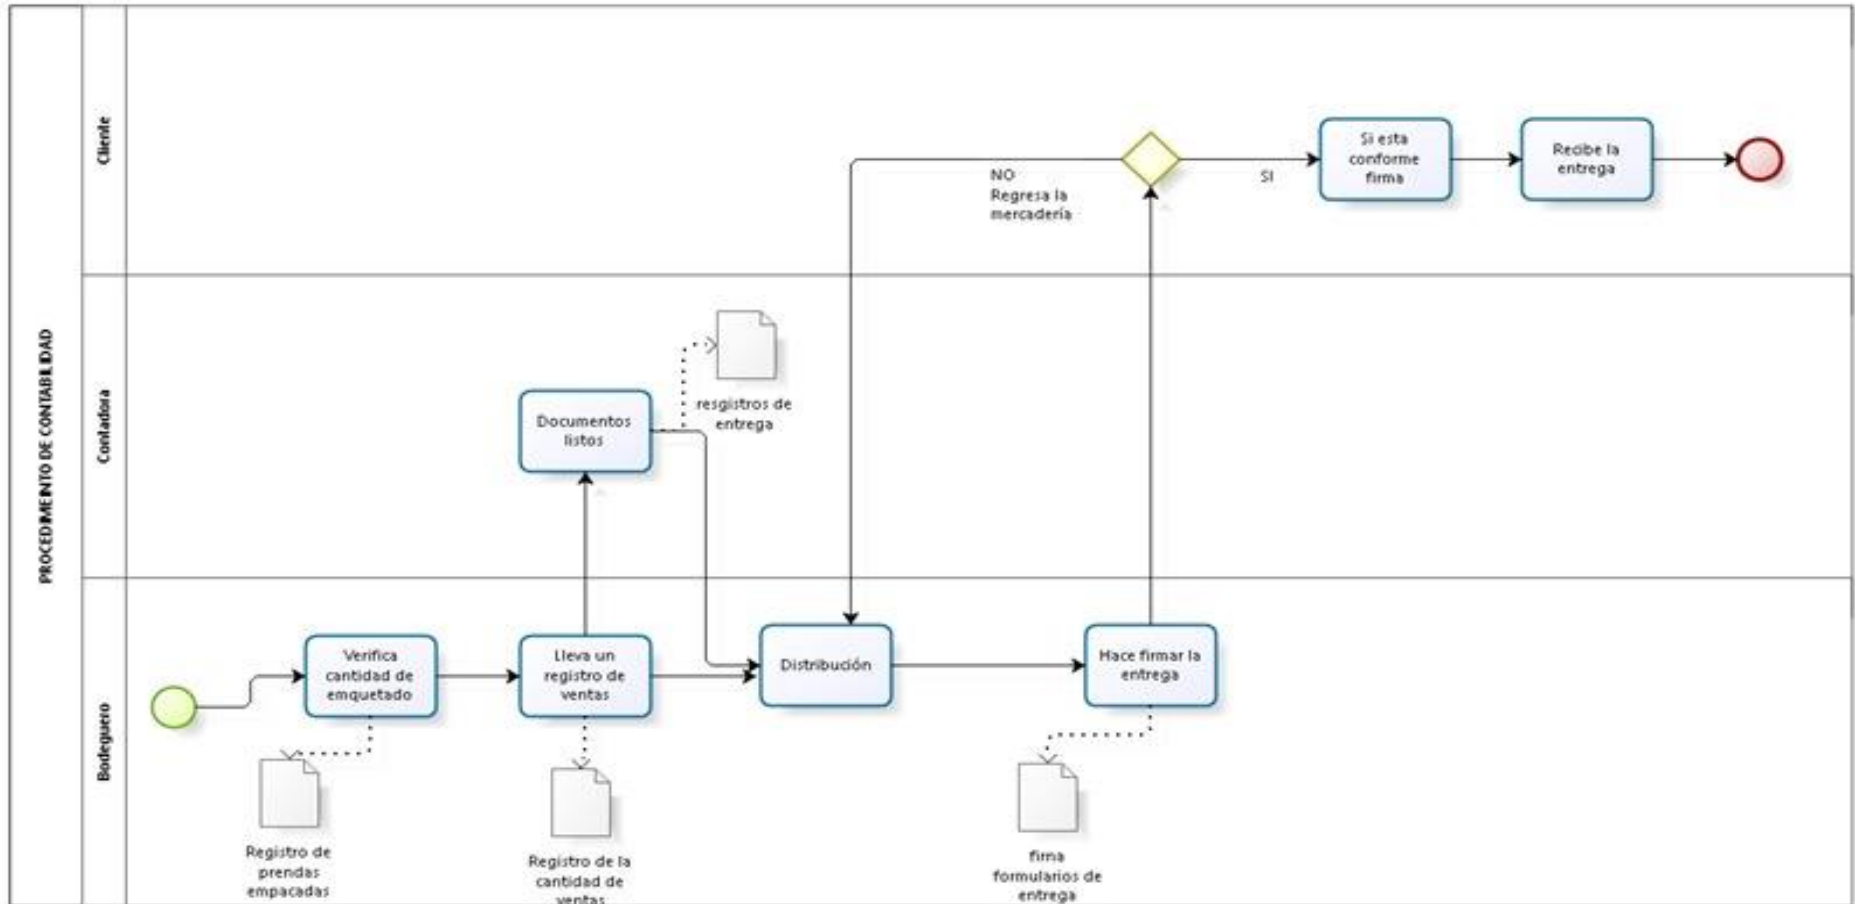 PROCEDIMENTO DE CONTABILIDAD
Cliente
NO
Regresa la
mercadería
SI
Si esta
conforme
firma
Recibe la
entrega
Contadora
Documentos
listos
resgistros de
entrega
Bodeguero
Verifica
cantidad de
emquetado
Lleva un
registro de
ventas
Distribución
Hace firmar la
entrega
Registro de
prendas
empacadas
Registro de la
cantidad de
ventas
firna
formularios de
entrega